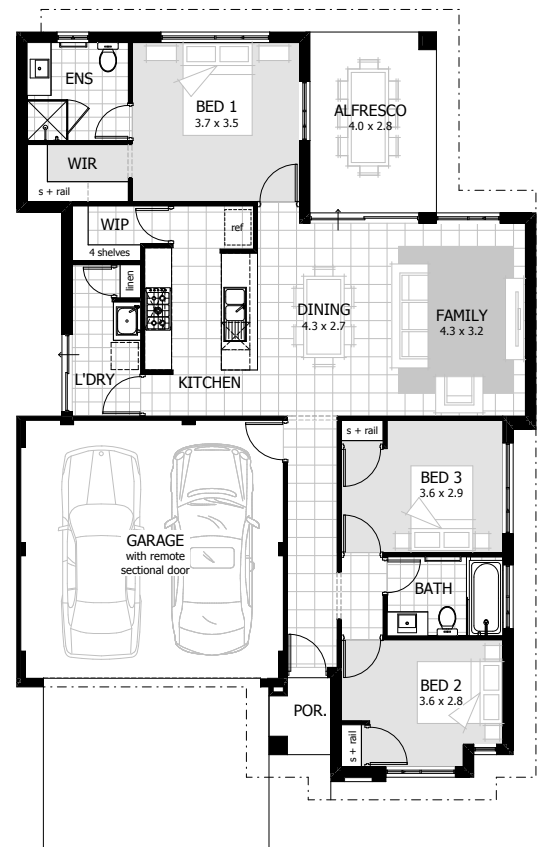 ENS
BED 1
3.7 x 3.5
ALFRESCO
4.0 x 2.8
WIR
s + rail
WIP
ref
4 shelves
linen
DINING
4.3 x 2.7
FAMILY
4.3 x 3.2
L'DRY
KITCHEN
s + rail
BED 3
3.6 x 2.9
GARAGE
with remote
sectional door
BATH
BED 2
3.6 x 2.8
POR.
s + rail